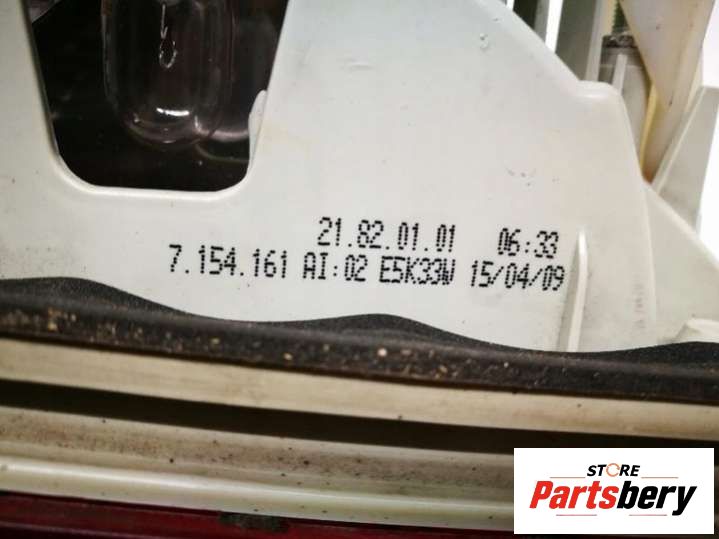 21.82.01.01 06:33
7.154.161 AI:02 E5K33W 15/04/09
STORE
Partsbery